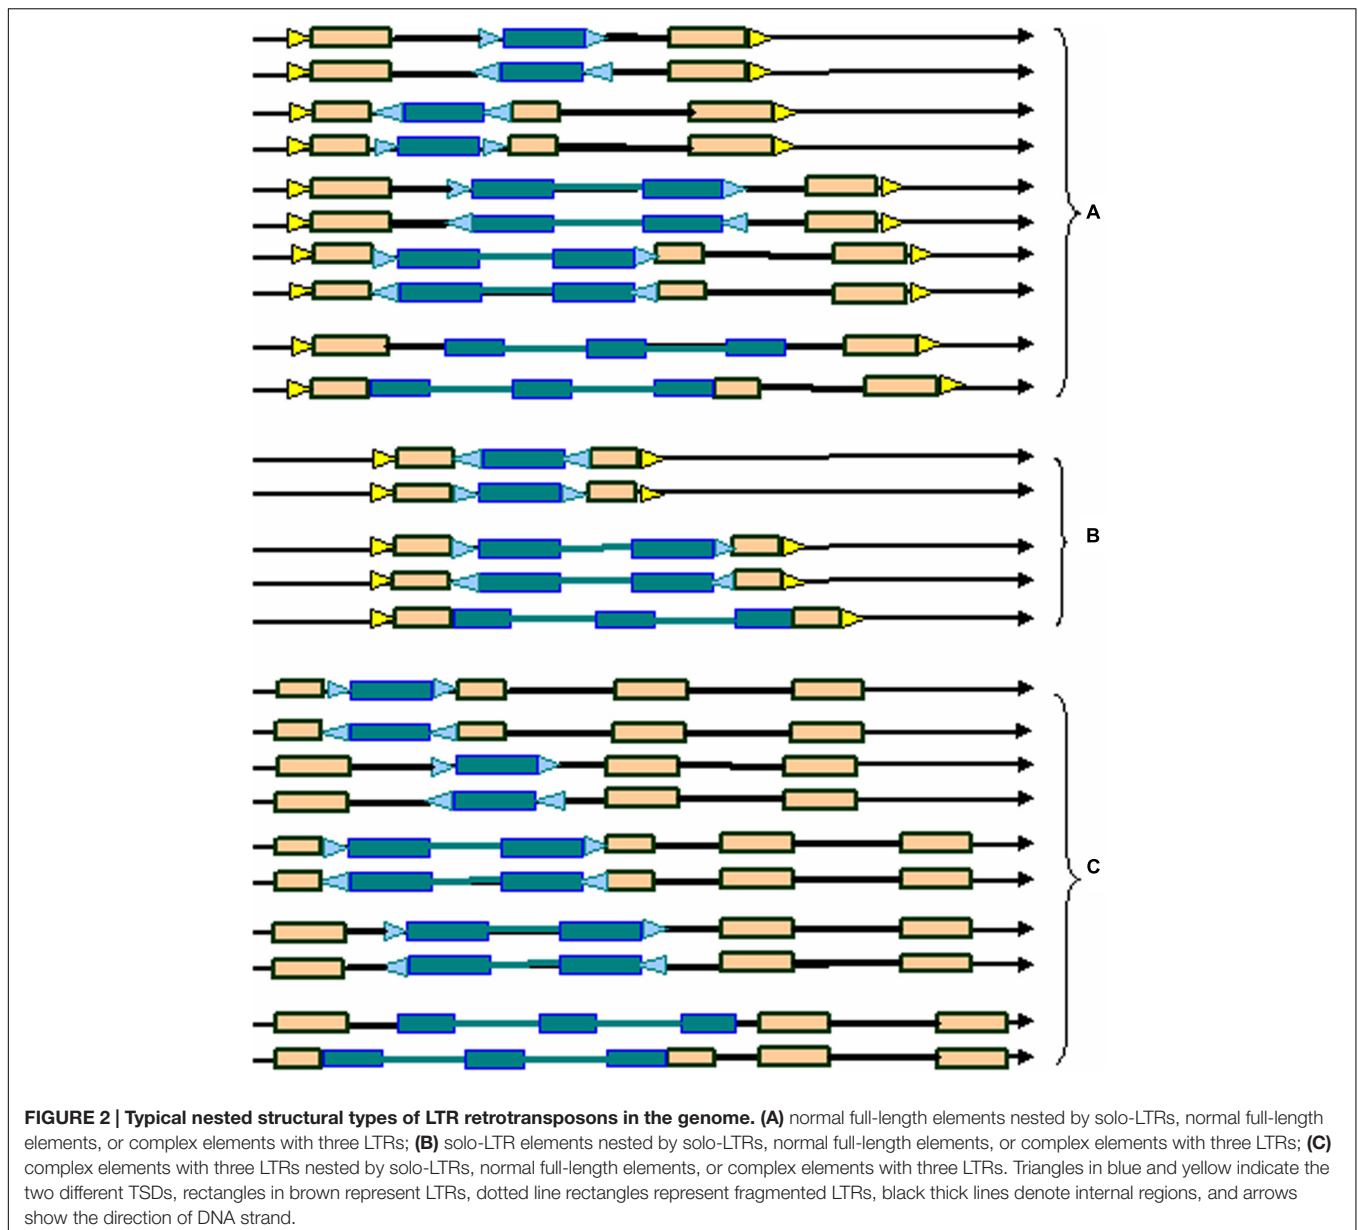 A
B
C
FIGURE 2 | Typical nested structural types of LTR retrotransposons in the genome. (A) normal full-length elements nested by solo-LTRs, normal full-length
elements, or complex elements with three LTRs; (B) solo-LTR elements nested by solo-LTRs, normal full-length elements, or complex elements with three LTRs; (C)
complex elements with three LTRs nested by solo-LTRs, normal full-length elements, or complex elements with three LTRs. Triangles in blue and yellow indicate the
two different TSDs, rectangles in brown represent LTRs, dotted line rectangles represent fragmented LTRs, black thick lines denote internal regions, and arrows
show the direction of DNA strand.